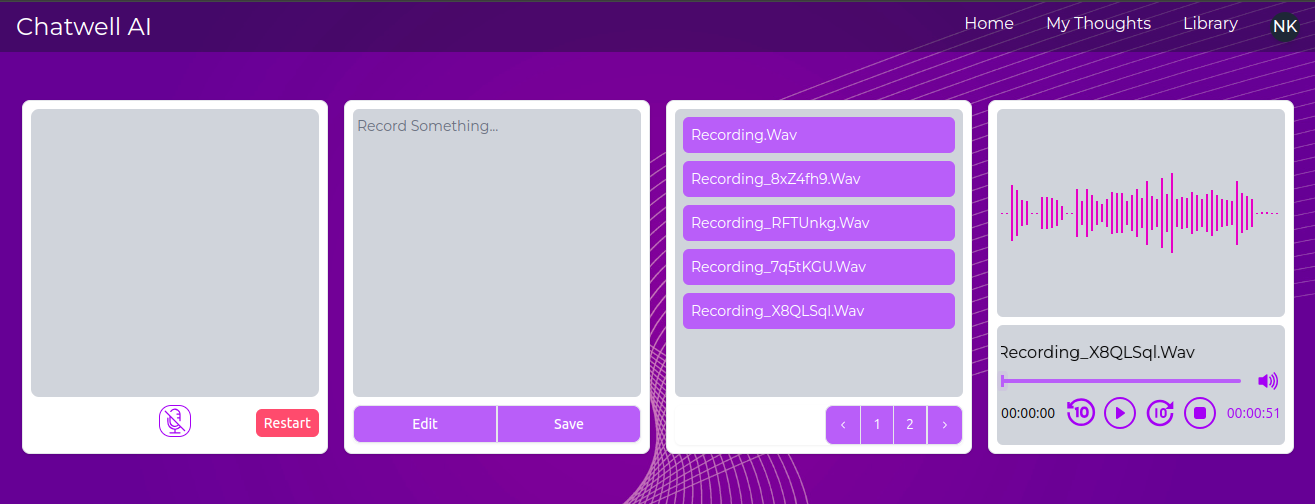 Chatwell AI
Home My Thoughts Library NK
Record Something...
Recording.Wav
Recording_8xZ4fh9.Wav
Recording_RFTUnkg.Wav
Recording_7q5tKGU.Wav
Recording_X8QLSql.Wav
Recording_X8QLSql.Wav
00:00:00 10 10 00:00:51
Restart
Edit Save
‹ 1 2 ›